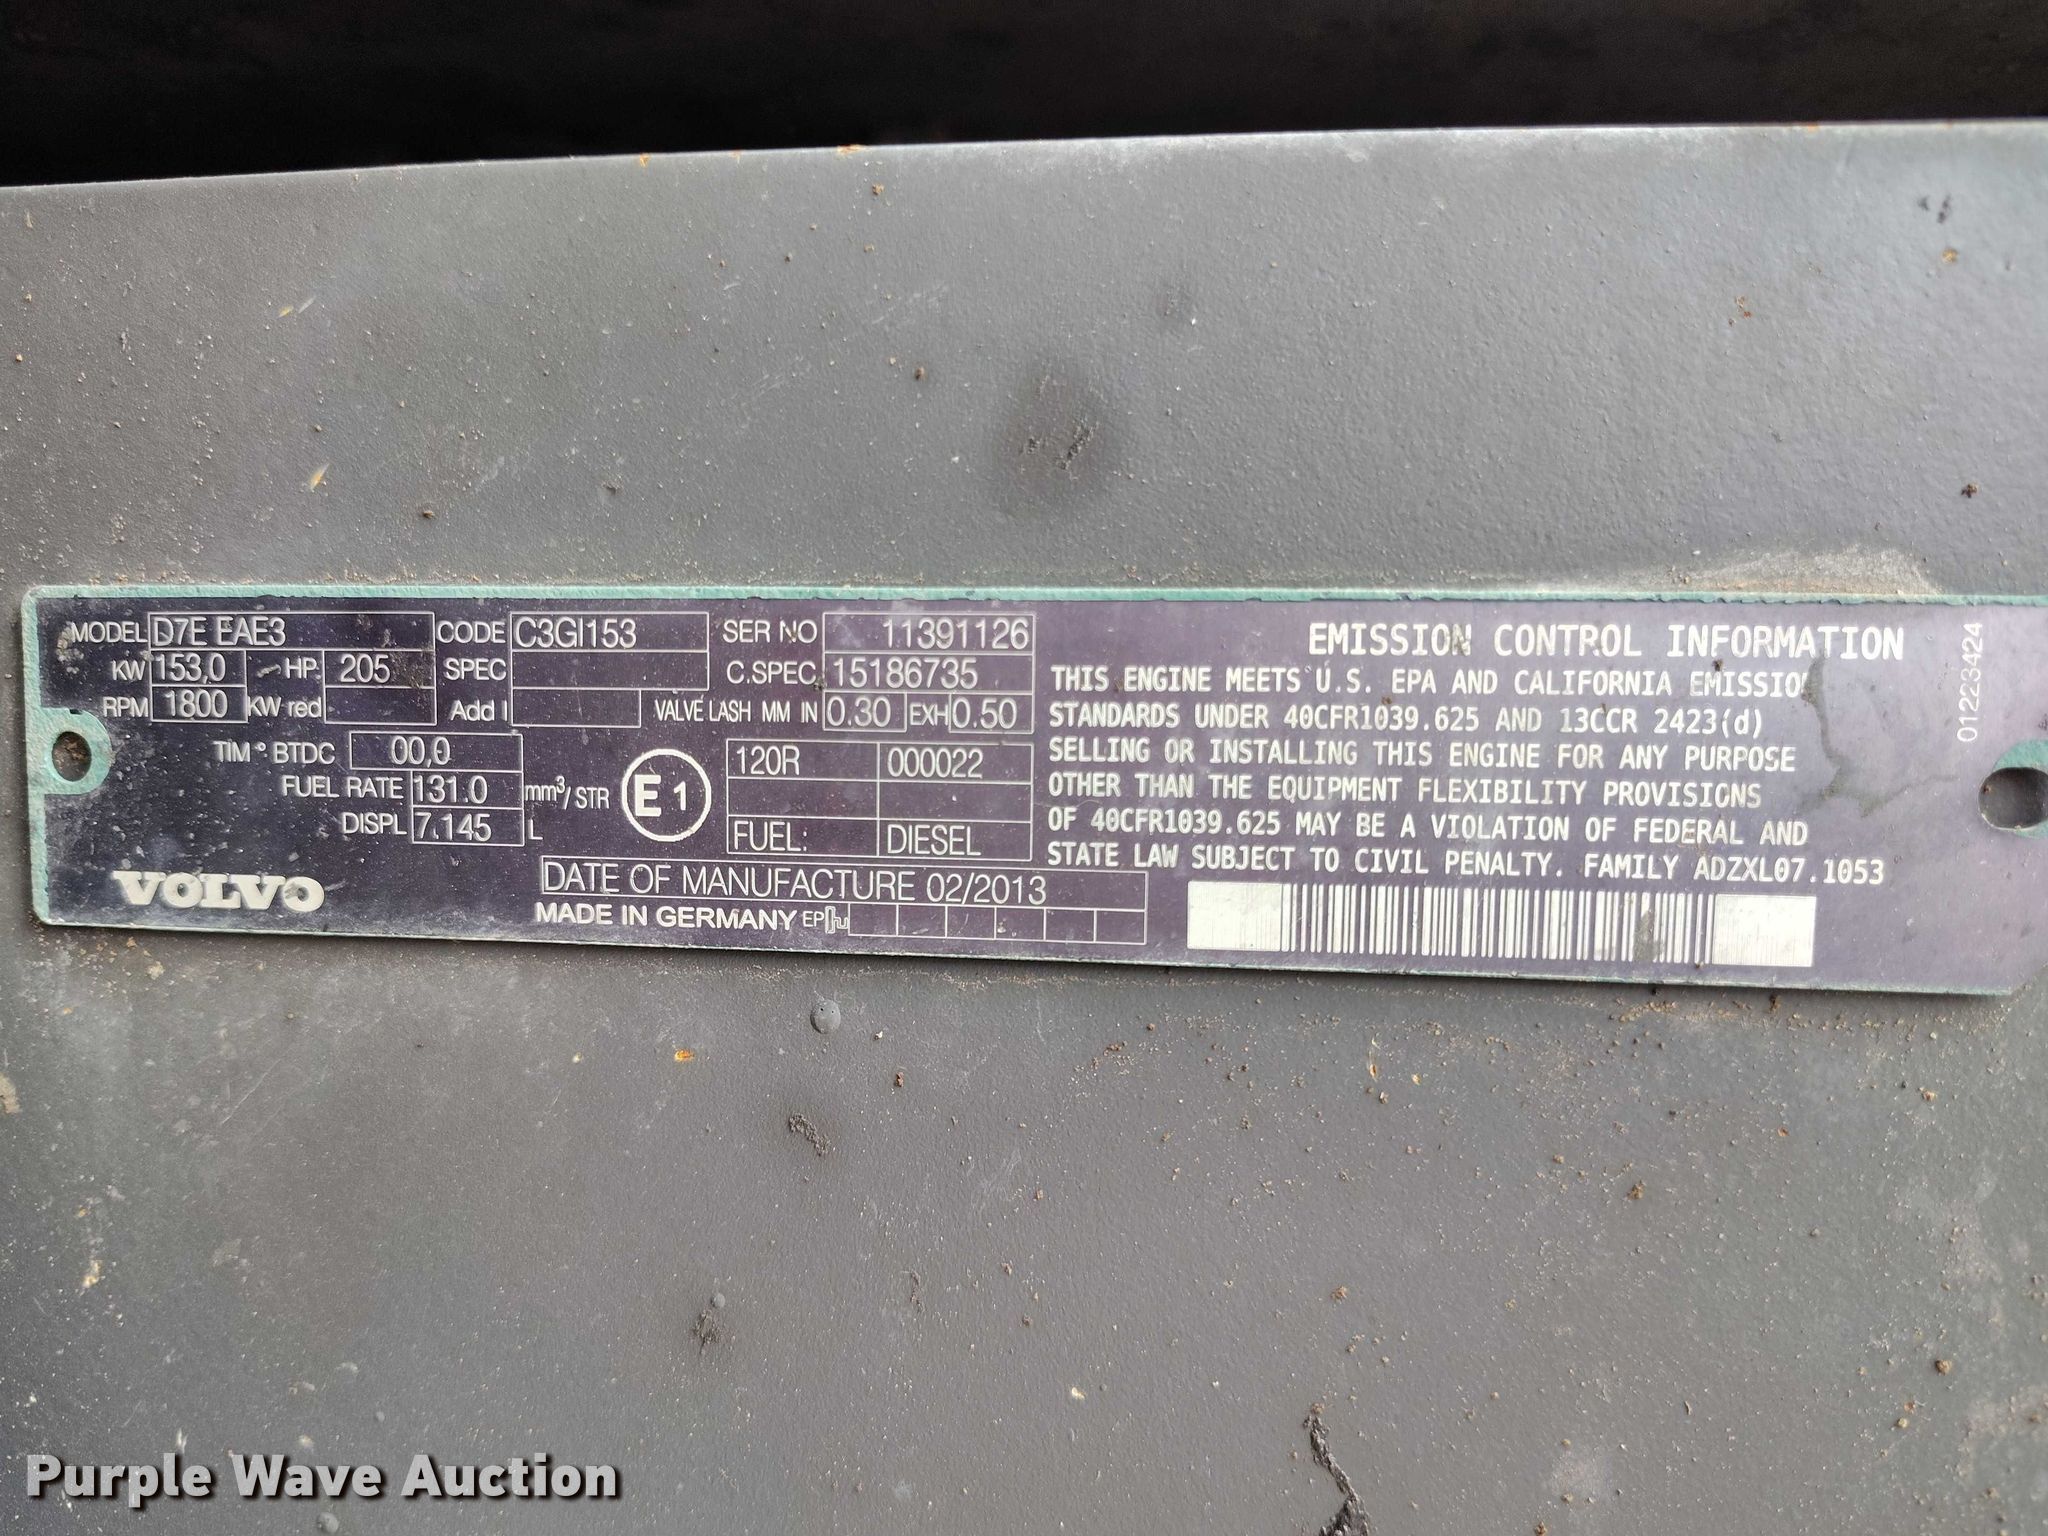 MODEL D7E EAE3 CODE C3GI153 SER NO 11391126
KW 153,0 HP. 205 SPEC C.SPEC 15186735
RPM 1800 KW red Add I VALVE LASH MM IN 0.30 EXH 0.50
TIM ° BTDC 00,0
FUEL RATE 131.0 mm³/STR
DISPL 7.145 L
E1
120R 000022
FUEL: DIESEL
VOLVO
DATE OF MANUFACTURE 02/2013
MADE IN GERMANY EP
EMISSION CONTROL INFORMATION
THIS ENGINE MEETS U.S. EPA AND CALIFORNIA EMISSION
STANDARDS UNDER 40CFR1039.625 AND 13CCR 2423(d)
SELLING OR INSTALLING THIS ENGINE FOR ANY PURPOSE
OTHER THAN THE EQUIPMENT FLEXIBILITY PROVISIONS
OF 40CFR1039.625 MAY BE A VIOLATION OF FEDERAL AND
STATE LAW SUBJECT TO CIVIL PENALTY. FAMILY ADZXL07.1053
01223424
Purple Wave Auction